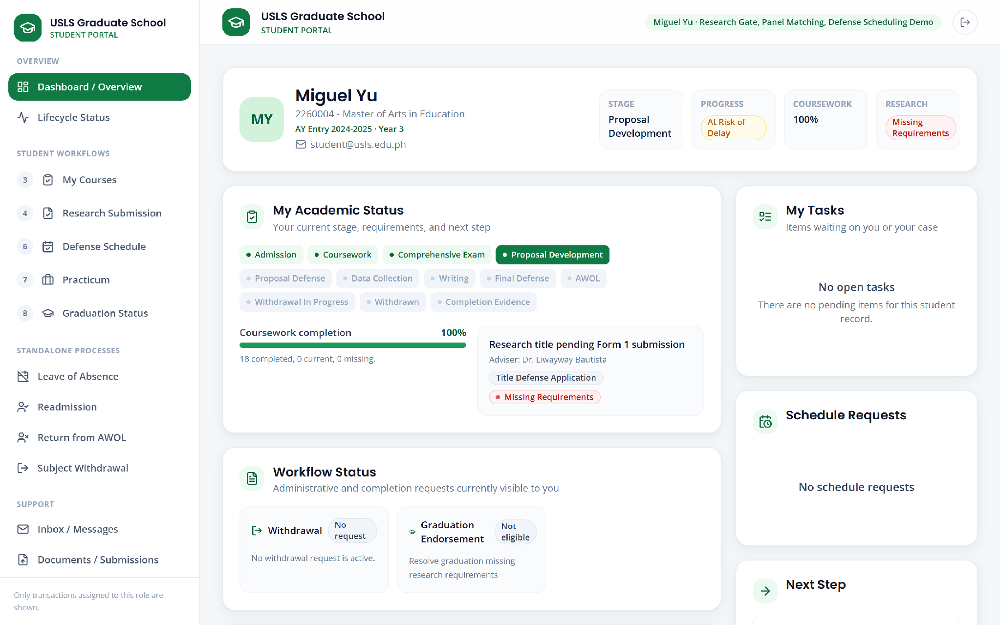 USLS Graduate School
STUDENT PORTAL
OVERVIEW
Dashboard / Overview
Lifecycle Status
STUDENT WORKFLOWS
3 My Courses
4 Research Submission
6 Defense Schedule
7 Practicum
8 Graduation Status
STANDALONE PROCESSES
Leave of Absence
Readmission
Return from AWOL
Subject Withdrawal
SUPPORT
Inbox / Messages
Documents / Submissions
Only transactions assigned to this role are
shown.
USLS Graduate School
STUDENT PORTAL
Miguel Yu · Research Gate, Panel Matching, Defense Scheduling Demo
MY
Miguel Yu
2260004 - Master of Arts in Education
AY Entry 2024-2025 · Year 3
student@usls.edu.ph
STAGE
Proposal
Development
PROGRESS
At Risk of
Delay
COURSEWORK
100%
RESEARCH
Missing
Requirements
My Academic Status
Your current stage, requirements, and next step
Admission Coursework Comprehensive Exam Proposal Development
Proposal Defense Data Collection Writing Final Defense AWOL
Withdrawal In Progress Withdrawn Completion Evidence
Coursework completion 100%
18 completed, 0 current, 0 missing.
Research title pending Form 1 submission
Adviser: Dr. Liwayway Bautista
Title Defense Application
Missing Requirements
Workflow Status
Administrative and completion requests currently visible to you
Withdrawal
No
request
No withdrawal request is active.
Graduation
Endorsement
Not
eligible
Resolve graduation missing
research requirements
My Tasks
Items waiting on you or your case
No open tasks
There are no pending items for this student
record.
Schedule Requests
No schedule requests
Next Step